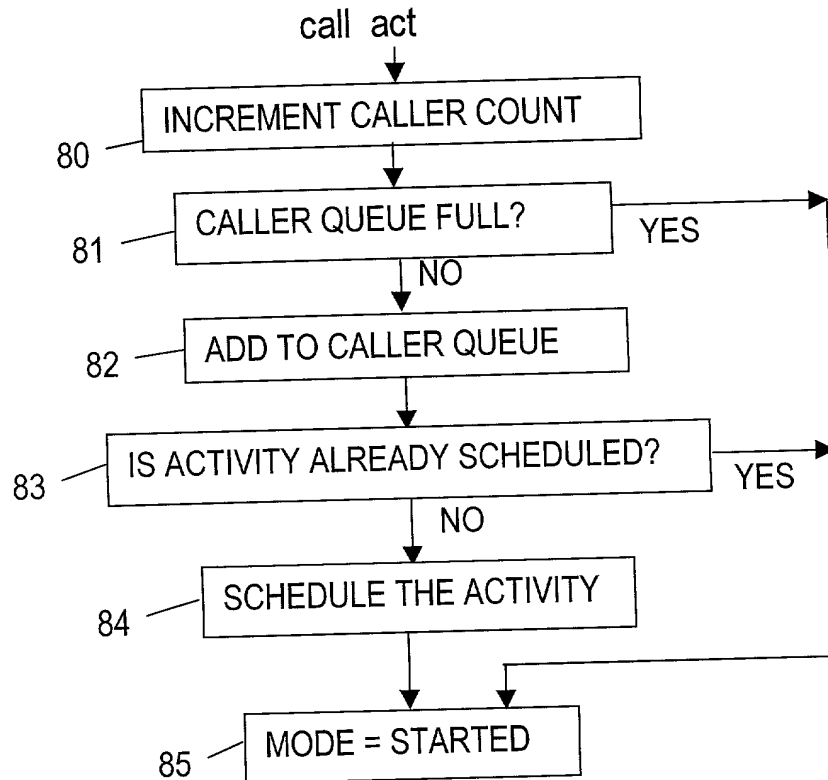 call act
INCREMENT CALLER COUNT
80
CALLER QUEUE FULL?
YES
81
NO
ADD TO CALLER QUEUE
82
IS ACTIVITY ALREADY SCHEDULED?
YES
83
NO
SCHEDULE THE ACTIVITY
84
MODE = STARTED
85